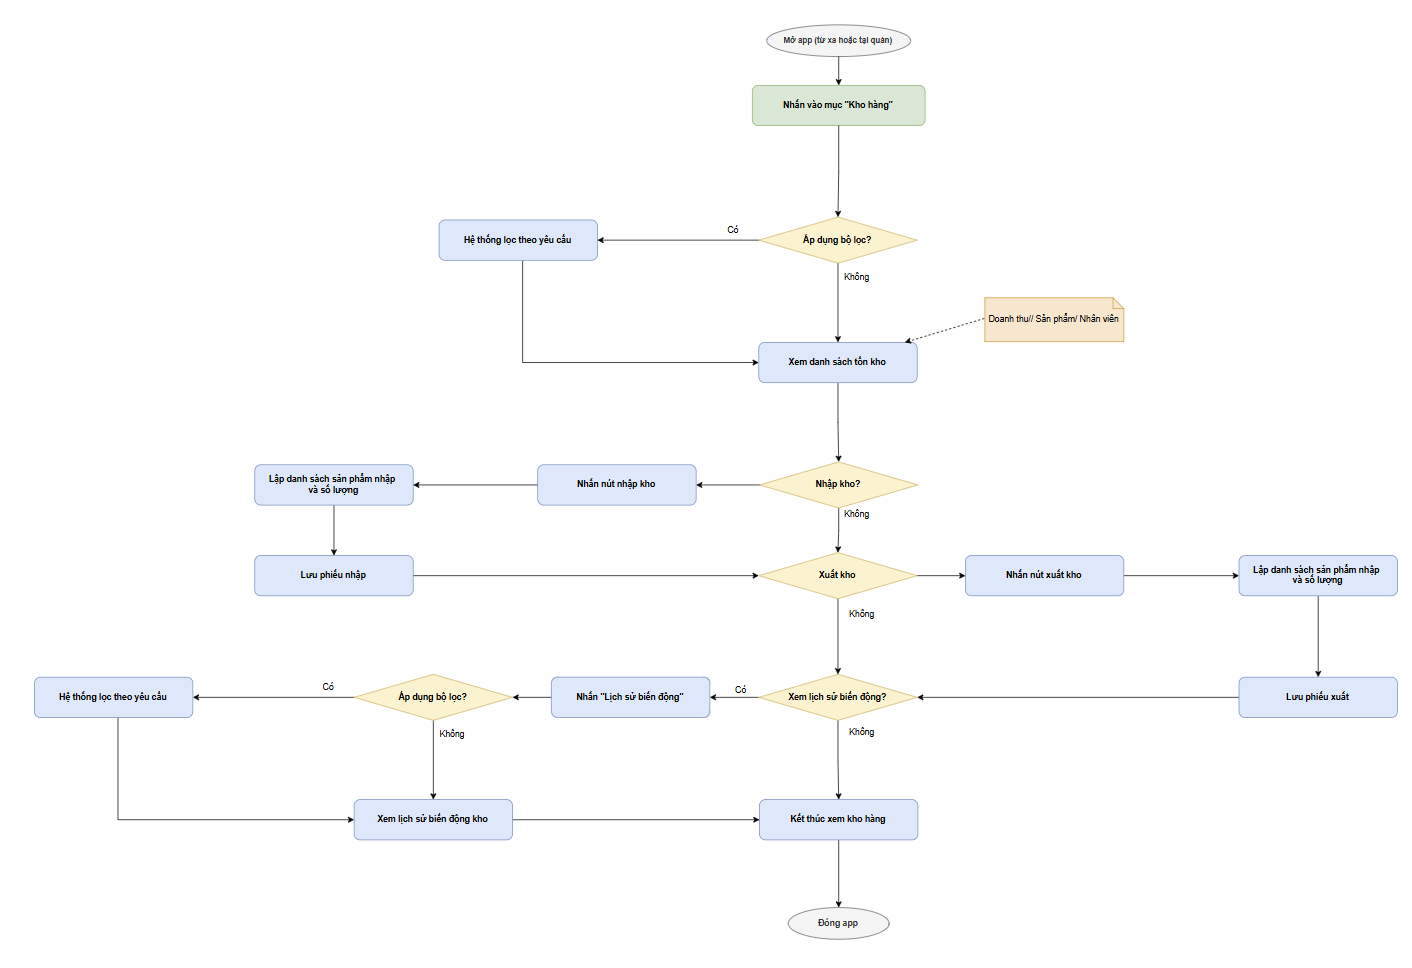 Mở app (từ xa hoặc tại quán)
Nhấn vào mục "Kho hàng"
Áp dụng bộ lọc?
Có
Hệ thống lọc theo yêu cầu
Không
Doanh thu// Sản phẩm/ Nhân viên
Xem danh sách tồn kho
Nhập kho?
Nhấn nút nhập kho
Lập danh sách sản phẩm nhập
và số lượng
Không
Lưu phiếu nhập
Xuất kho
Nhấn nút xuất kho
Lập danh sách sản phẩm nhập
và số lượng
Không
Hệ thống lọc theo yêu cầu
Có
Áp dụng bộ lọc?
Nhấn "Lịch sử biến động"
Có
Xem lịch sử biến động?
Lưu phiếu xuất
Không
Không
Xem lịch sử biến động kho
Kết thúc xem kho hàng
Đóng app